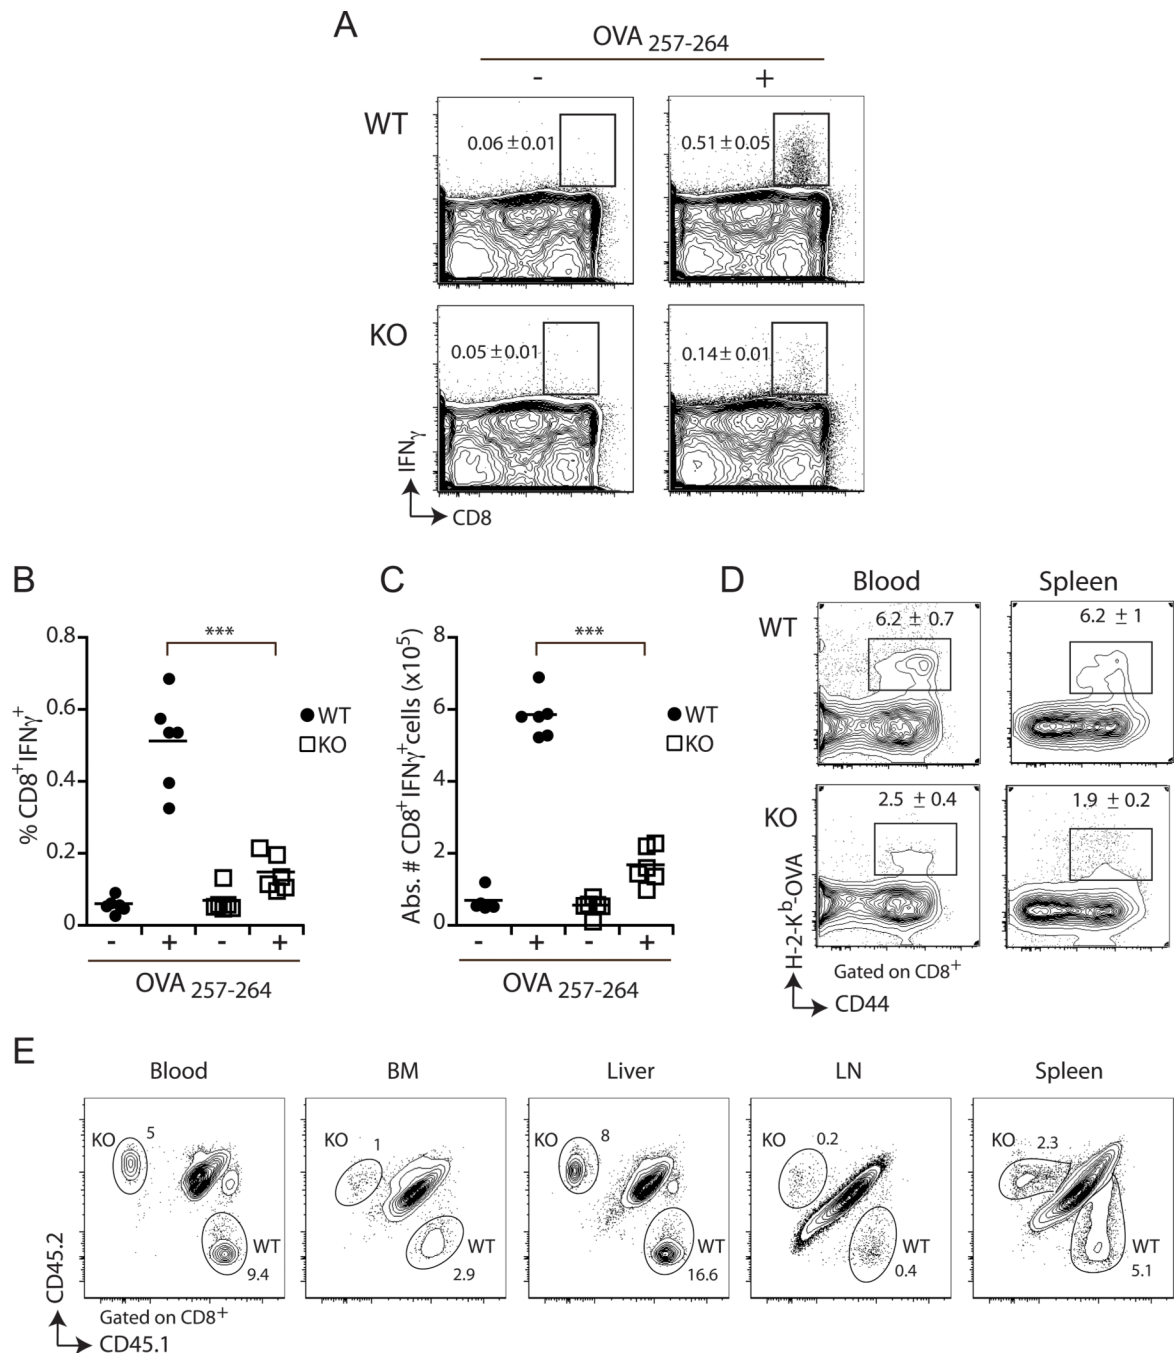 A
OVA 257-264
- +
WT
0.06 ± 0.01
0.51 ± 0.05
KO
0.05 ± 0.01
0.14 ± 0.01
IFNγ
CD8
B
***
0.8
0.6
0.4
0.2
0
% CD8+IFNγ+
WT
KO
- + - +
OVA 257-264
C
***
8
6
4
2
0
Abs. # CD8+IFNγ+cells (x10⁵)
WT
KO
- + - +
OVA 257-264
D
Blood Spleen
WT
6.2 ± 0.7
6.2 ± 1
KO
2.5 ± 0.4
1.9 ± 0.2
H-2-Kb-OVA
Gated on CD8+
CD44
E
Blood BM Liver LN Spleen
KO 5
WT
9.4
KO 1
WT
2.9
KO 8
WT
16.6
KO 0.2
WT
0.4
KO 2.3
WT
5.1
CD45.2
Gated on CD8+
CD45.1